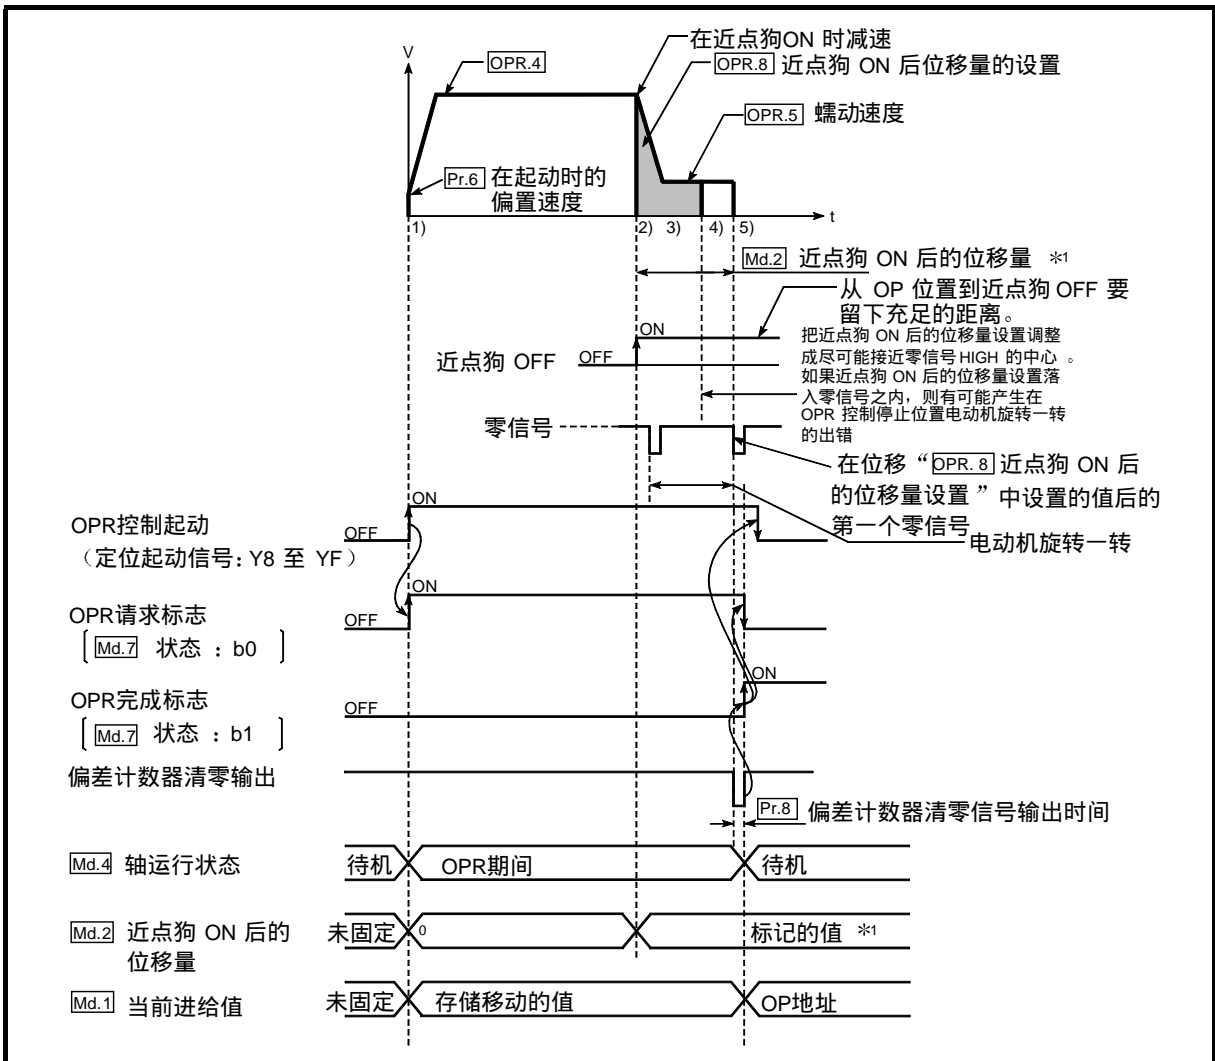 V
OPR.4
在近点狗ON 时减速
OPR.8 近点狗 ON 后位移量的设置
OPR.5 蠕动速度
Pr.6 在起动时的
偏置速度
t
1) 2) 3) 4) 5)
Md.2 近点狗 ON 后的位移量 *1
从 OP 位置到近点狗 OFF 要
留下充足的距离。
ON
近点狗 OFF OFF
把近点狗 ON 后的位移量设置调整
成尽可能接近零信号 HIGH 的中心 。
如果近点狗 ON 后的位移量设置落
入零信号之内，则有可能产生在
OPR 控制停止位置电动机旋转一转
的出错
零信号
在位移“OPR. 8 近点狗 ON 后
的位移量设置 ”中设置的值后的
第一个零信号
电动机旋转一转
ON
OPR控制起动 OFF
（定位起动信号：Y8 至 YF）
ON
OPR请求标志 OFF
Md.7 状态 ：b0
ON
OPR完成标志 OFF
Md.7 状态 ：b1
偏差计数器清零输出
Pr.8 偏差计数器清零信号输出时间
Md.4 轴运行状态 待机 OPR期间 待机
Md.2 近点狗 ON 后的 未固定 0 标记的值 *1
位移量
Md.1 当前进给值 未固定 存储移动的值 OP地址